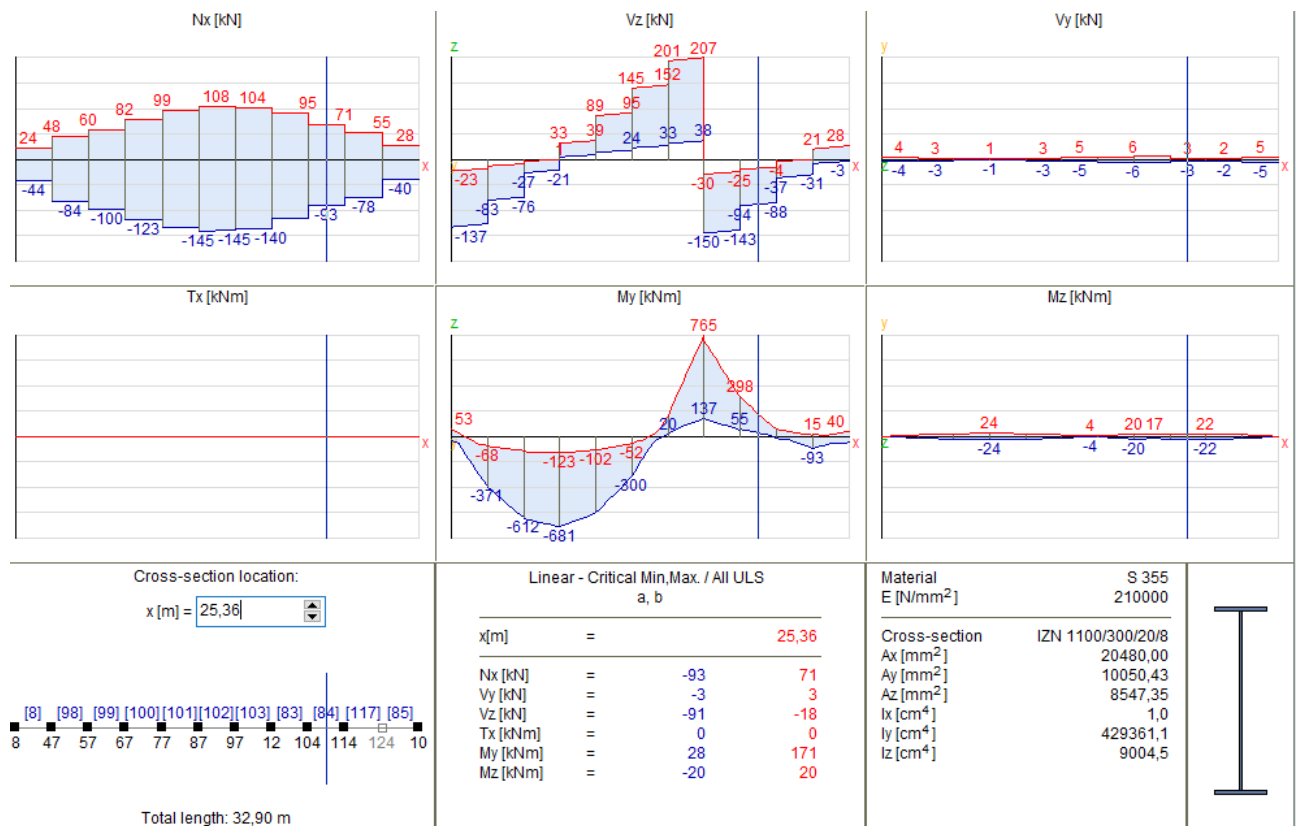 Nx [kN]
24 48 60 82 99 108 104 95 71 55 28
x
-44 -84 -100 -123 -145 -145 -140 -93 -78 -40
Vz [kN]
z
-23 33 89 39 145 95 201 152 207 21 28
-137 -83 -27 -76 -21 24 33 38 -30 -150 -25 -94 -143 -4 -37 -88 -31 -3
Vy [kN]
y
4 3 1 3 5 6 3 2 5
x
z
-4 -3 -1 -3 -5 -6 -3 -2 -5
Tx [kNm]
x
My [kNm]
z
765
53 -68 -123 -102 -52 298 15 40
-371 -612 -681 -300 20 137 55 -93
Mz [kNm]
y
24 4 20 17 22
x
z
-24 -4 -20 -22
Cross-section location:
x [m] = 25,36
[8] [98] [99] [100] [101] [102] [103] [83] [84] [117] [85]
8 47 57 67 77 87 97 12 104 114 124 10
Total length: 32,90 m
Linear - Critical Min,Max. / All ULS
a, b
x[m] = 25,36
Nx [kN] = -93 71
Vy [kN] = -3 3
Vz [kN] = -91 -18
Tx [kNm] = 0 0
My [kNm] = 28 171
Mz [kNm] = -20 20
Material S 355
E [N/mm²] 210000
Cross-section IZN 1100/300/20/8
Ax [mm²] 20480,00
Ay [mm²] 10050,43
Az [mm²] 8547,35
Ix [cm⁴] 1,0
Iy [cm⁴] 429361,1
Iz [cm⁴] 9004,5